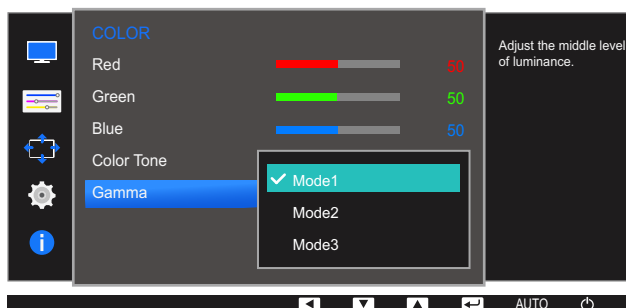 COLOR
Red 50
Green 50
Blue 50
Color Tone
Gamma
Mode1
Mode2
Mode3
Adjust the middle level
of luminance.
AUTO